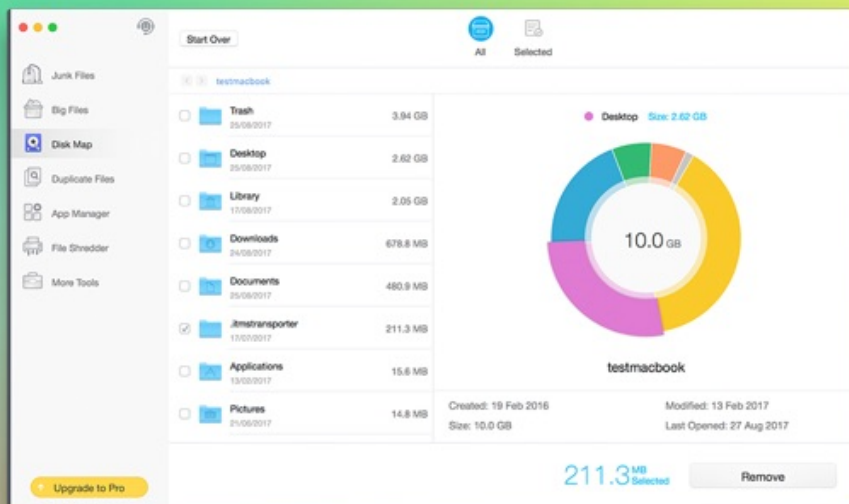 Start Over
All
Selected
Junk Files
Big Files
Disk Map
Duplicate Files
App Manager
File Shredder
More Tools
Upgrade to Pro
testmacbook
Trash
25/08/2017
3.94 GB
Desktop
25/08/2017
2.62 GB
Library
17/08/2017
2.05 GB
Downloads
24/08/2017
678.8 MB
Documents
25/08/2017
480.9 MB
.itmstransporter
17/07/2017
211.3 MB
Applications
13/02/2017
15.6 MB
Pictures
21/06/2017
14.8 MB
Desktop Size: 2.62 GB
10.0 GB
testmacbook
Created: 19 Feb 2016
Modified: 13 Feb 2017
Size: 10.0 GB
Last Opened: 27 Aug 2017
211.3 MB Selected
Remove